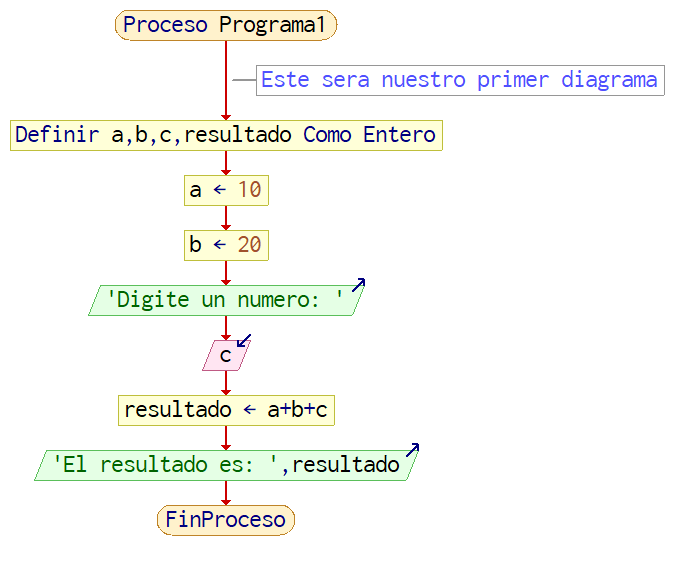 Proceso Programa1
Este sera nuestro primer diagrama
Definir a,b,c,resultado Como Entero
a ← 10
b ← 20
'Digite un numero: '
c
resultado ← a+b+c
'El resultado es: ',resultado
FinProceso